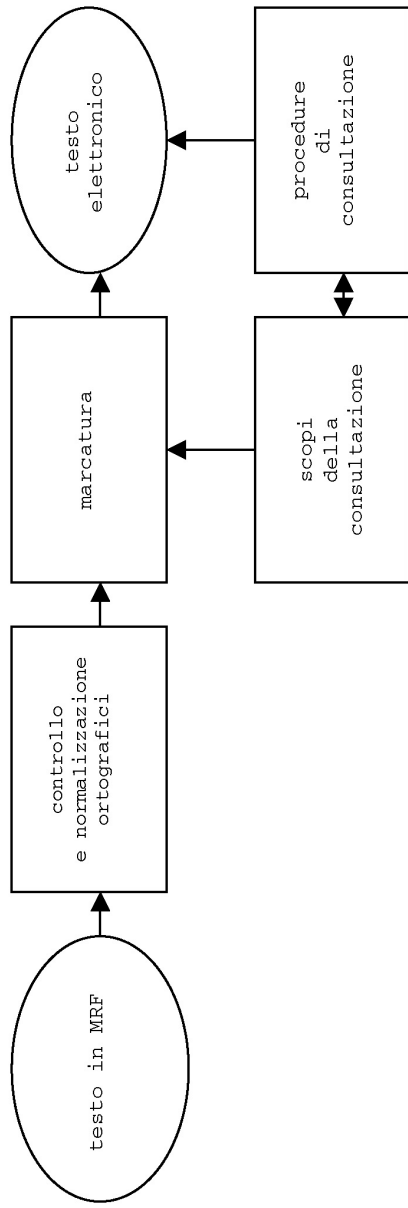 testo in MRF
controllo
e normalizzazione
ortografici
marcatura
testo
elettronico
scopi
della
consultazione
procedure
di
consultazione